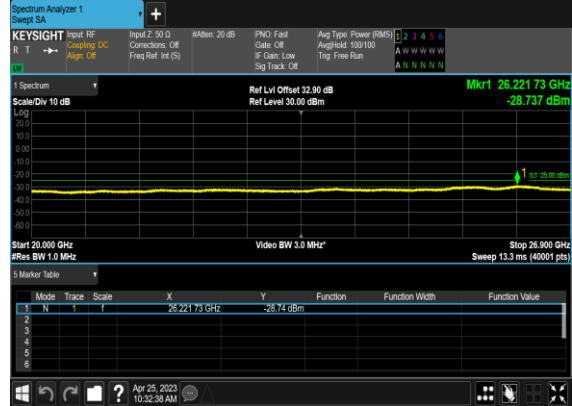 Spectrum Analyzer 1
Swept SA
+
KEYSIGHT Input: RF Input Z: 50 Ω #Atten: 20 dB PNO: Fast Avg Type: Power (RMS) 1 2 3 4 5 6
R T Coupling: DC Corrections: Off Gate: Off Avg|Hold: 100/100 A W W W W W
Align: Off Freq Ref: Int (S) IF Gain: Low Trig: Free Run A N N N N N
Sig Track: Off
1 Spectrum Ref Lvl Offset 32.90 dB Mkr1 26.221 73 GHz
Scale/Div 10 dB Ref Level 30.00 dBm -28.737 dBm
Log
20.0
10.0
0.00
-10.0
-20.0
1 DL1 -25.00 dBm
-30.0
-40.0
-50.0
-60.0
Start 20.000 GHz Video BW 3.0 MHz* Stop 26.900 GHz
#Res BW 1.0 MHz Sweep 13.3 ms (40001 pts)
5 Marker Table
Mode Trace Scale X Y Function Function Width Function Value
1 N 1 f 26.221 73 GHz -28.74 dBm
2
3
4
5
6
? Apr 25, 2023
10:32:38 AM